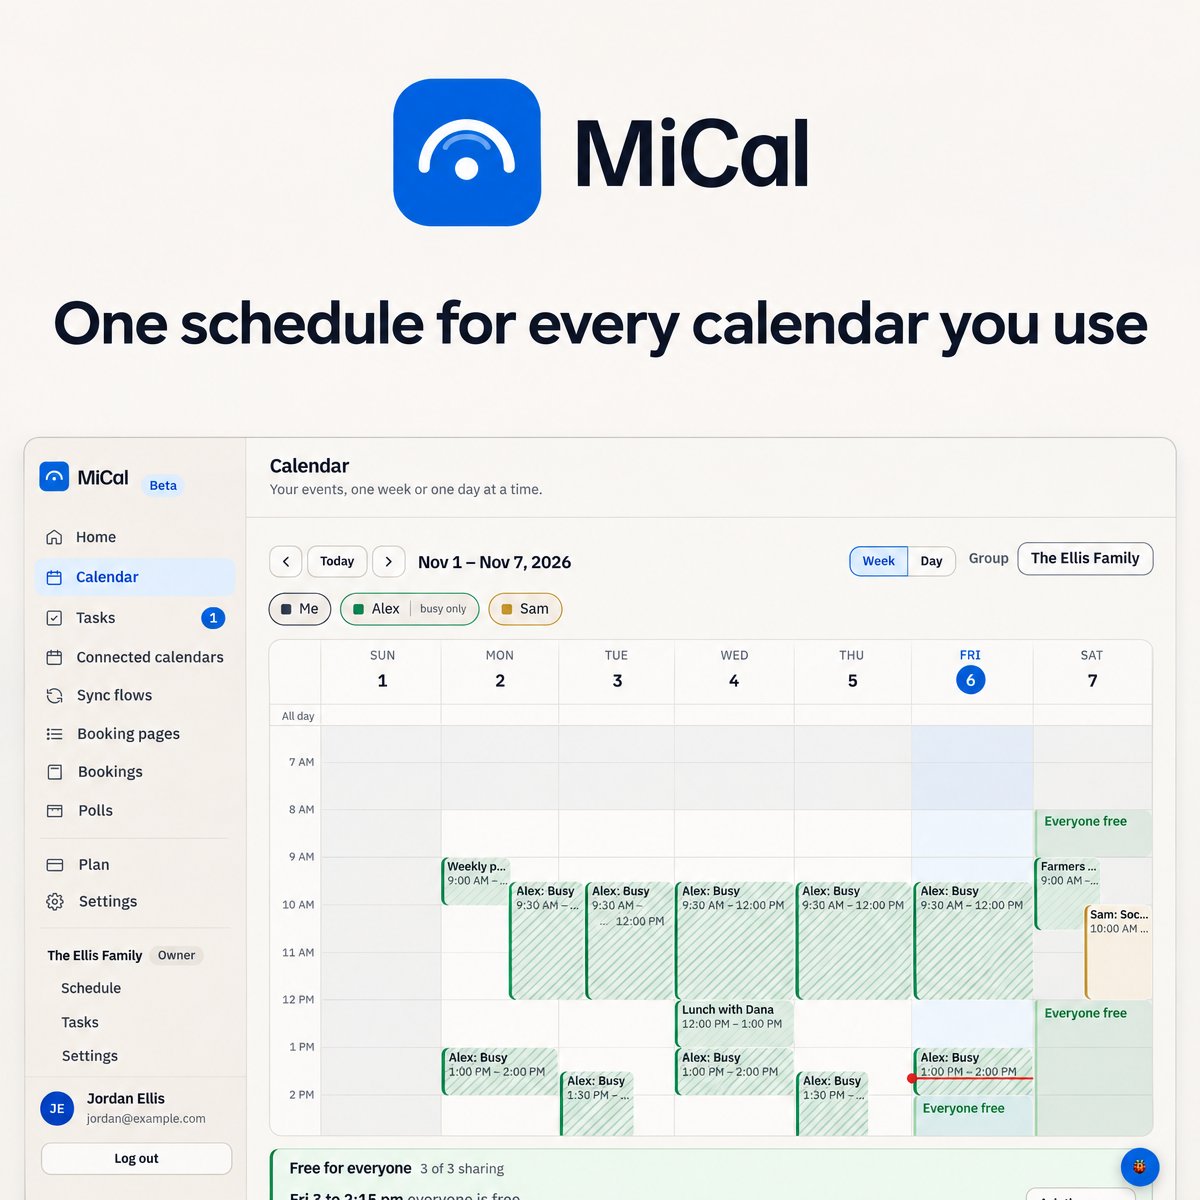 MiCal
One schedule for every calendar you use
MiCal
Beta
Home
Calendar
Tasks
1
Connected calendars
Sync flows
Booking pages
Bookings
Polls
Plan
Settings
The Ellis Family
Owner
Schedule
Tasks
Settings
JE
Jordan Ellis
jordan@example.com
Log out
Calendar
Your events, one week or one day at a time.
Today
Nov 1 – Nov 7, 2026
Week
Day
Group
The Ellis Family
Me
Alex
busy only
Sam
SUN
1
MON
2
TUE
3
WED
4
THU
5
FRI
6
SAT
7
All day
7 AM
8 AM
9 AM
10 AM
11 AM
12 PM
1 PM
2 PM
Weekly p...
9:00 AM – ...
Alex: Busy
9:30 AM – ...
Alex: Busy
1:00 PM – 2:00 PM
Alex: Busy
9:30 AM –
... 12:00 PM
Alex: Busy
1:30 PM – ...
Alex: Busy
9:30 AM – 12:00 PM
Lunch with Dana
12:00 PM – 1:00 PM
Alex: Busy
1:00 PM – 2:00 PM
Alex: Busy
9:30 AM – 12:00 PM
Alex: Busy
1:30 PM – ...
Alex: Busy
9:30 AM – 12:00 PM
Alex: Busy
1:00 PM – 2:00 PM
Everyone free
Everyone free
Farmers ...
9:00 AM –...
Sam: Soc...
10:00 AM ...
Everyone free
Free for everyone
3 of 3 sharing
to 2:15 pm everyone is free